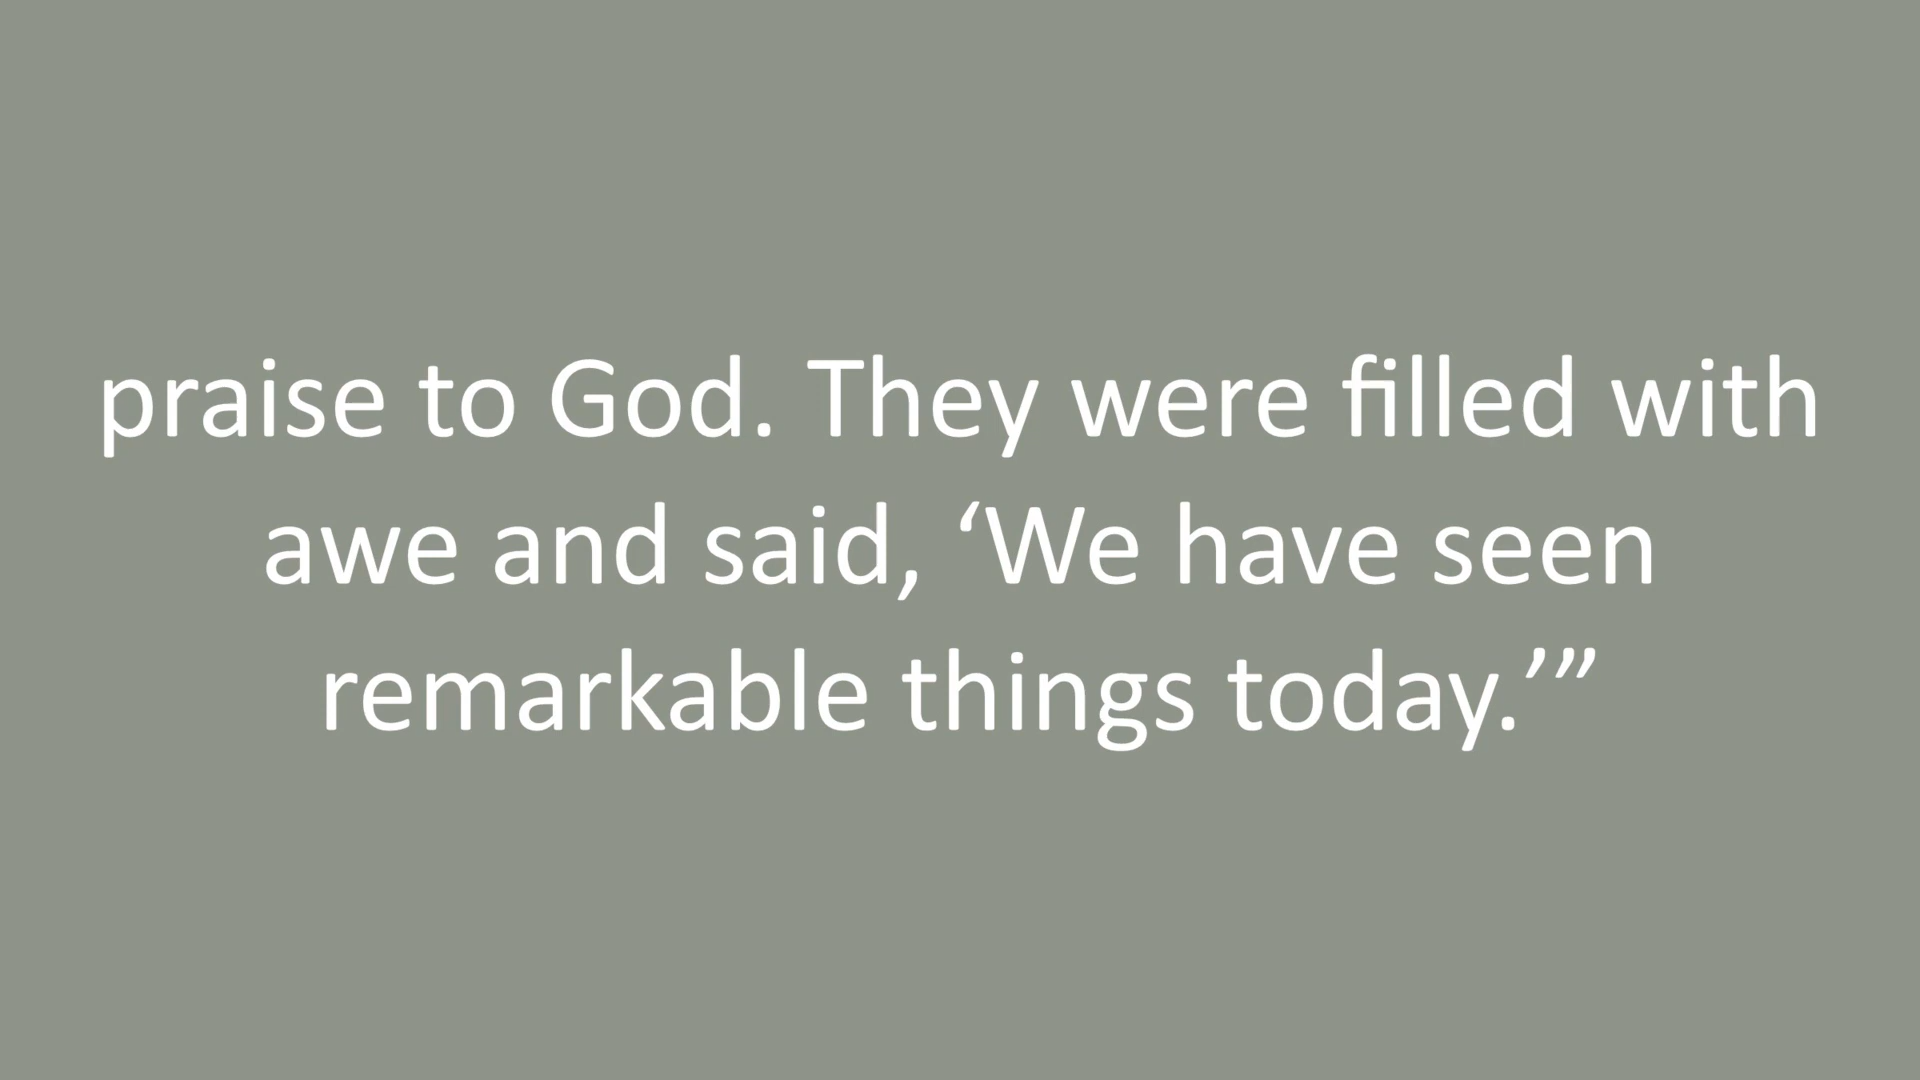 praise to God. They were filled with
awe and said, ‘We have seen
remarkable things today.’”